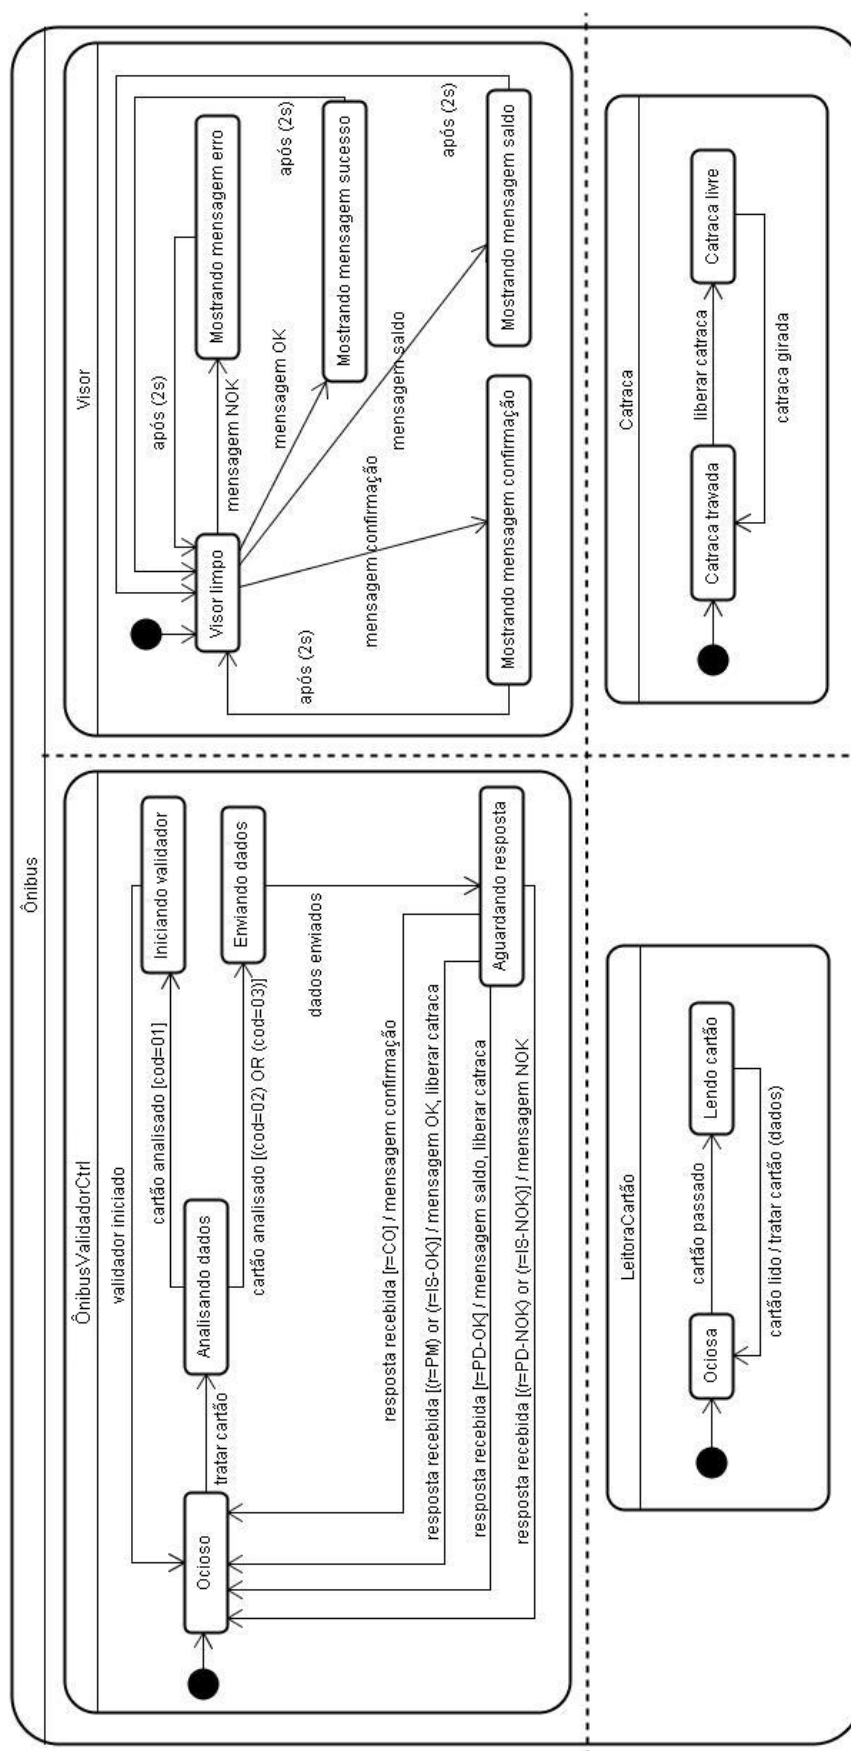 Ônibus
ÔnibusValidadorCtrl
validador iniciado
Iniciando validador
cartão analisado [cod=01]
Ocioso
tratar cartão
Analisando dados
Enviando dados
cartão analisado [(cod=02) OR (cod=03)]
dados enviados
resposta recebida [r=CO] / mensagem confirmação
resposta recebida [(r=PM) or (r=IS-OK)] / mensagem OK, liberar catraca
Aguardando resposta
resposta recebida [r=PD-OK] / mensagem saldo, liberar catraca
resposta recebida [(r=PD-NOK) or (r=IS-NOK)] / mensagem NOK
Visor
após (2s)
Mostrando mensagem erro
Visor limpo
mensagem NOK
após (2s)
mensagem OK
Mostrando mensagem sucesso
após (2s)
mensagem confirmação
mensagem saldo
após (2s)
Mostrando mensagem confirmação
Mostrando mensagem saldo
LeitoraCartão
Ociosa
cartão passado
Lendo cartão
cartão lido / tratar cartão (dados)
Catraca
Catraca travada
liberar catraca
Catraca livre
catraca girada